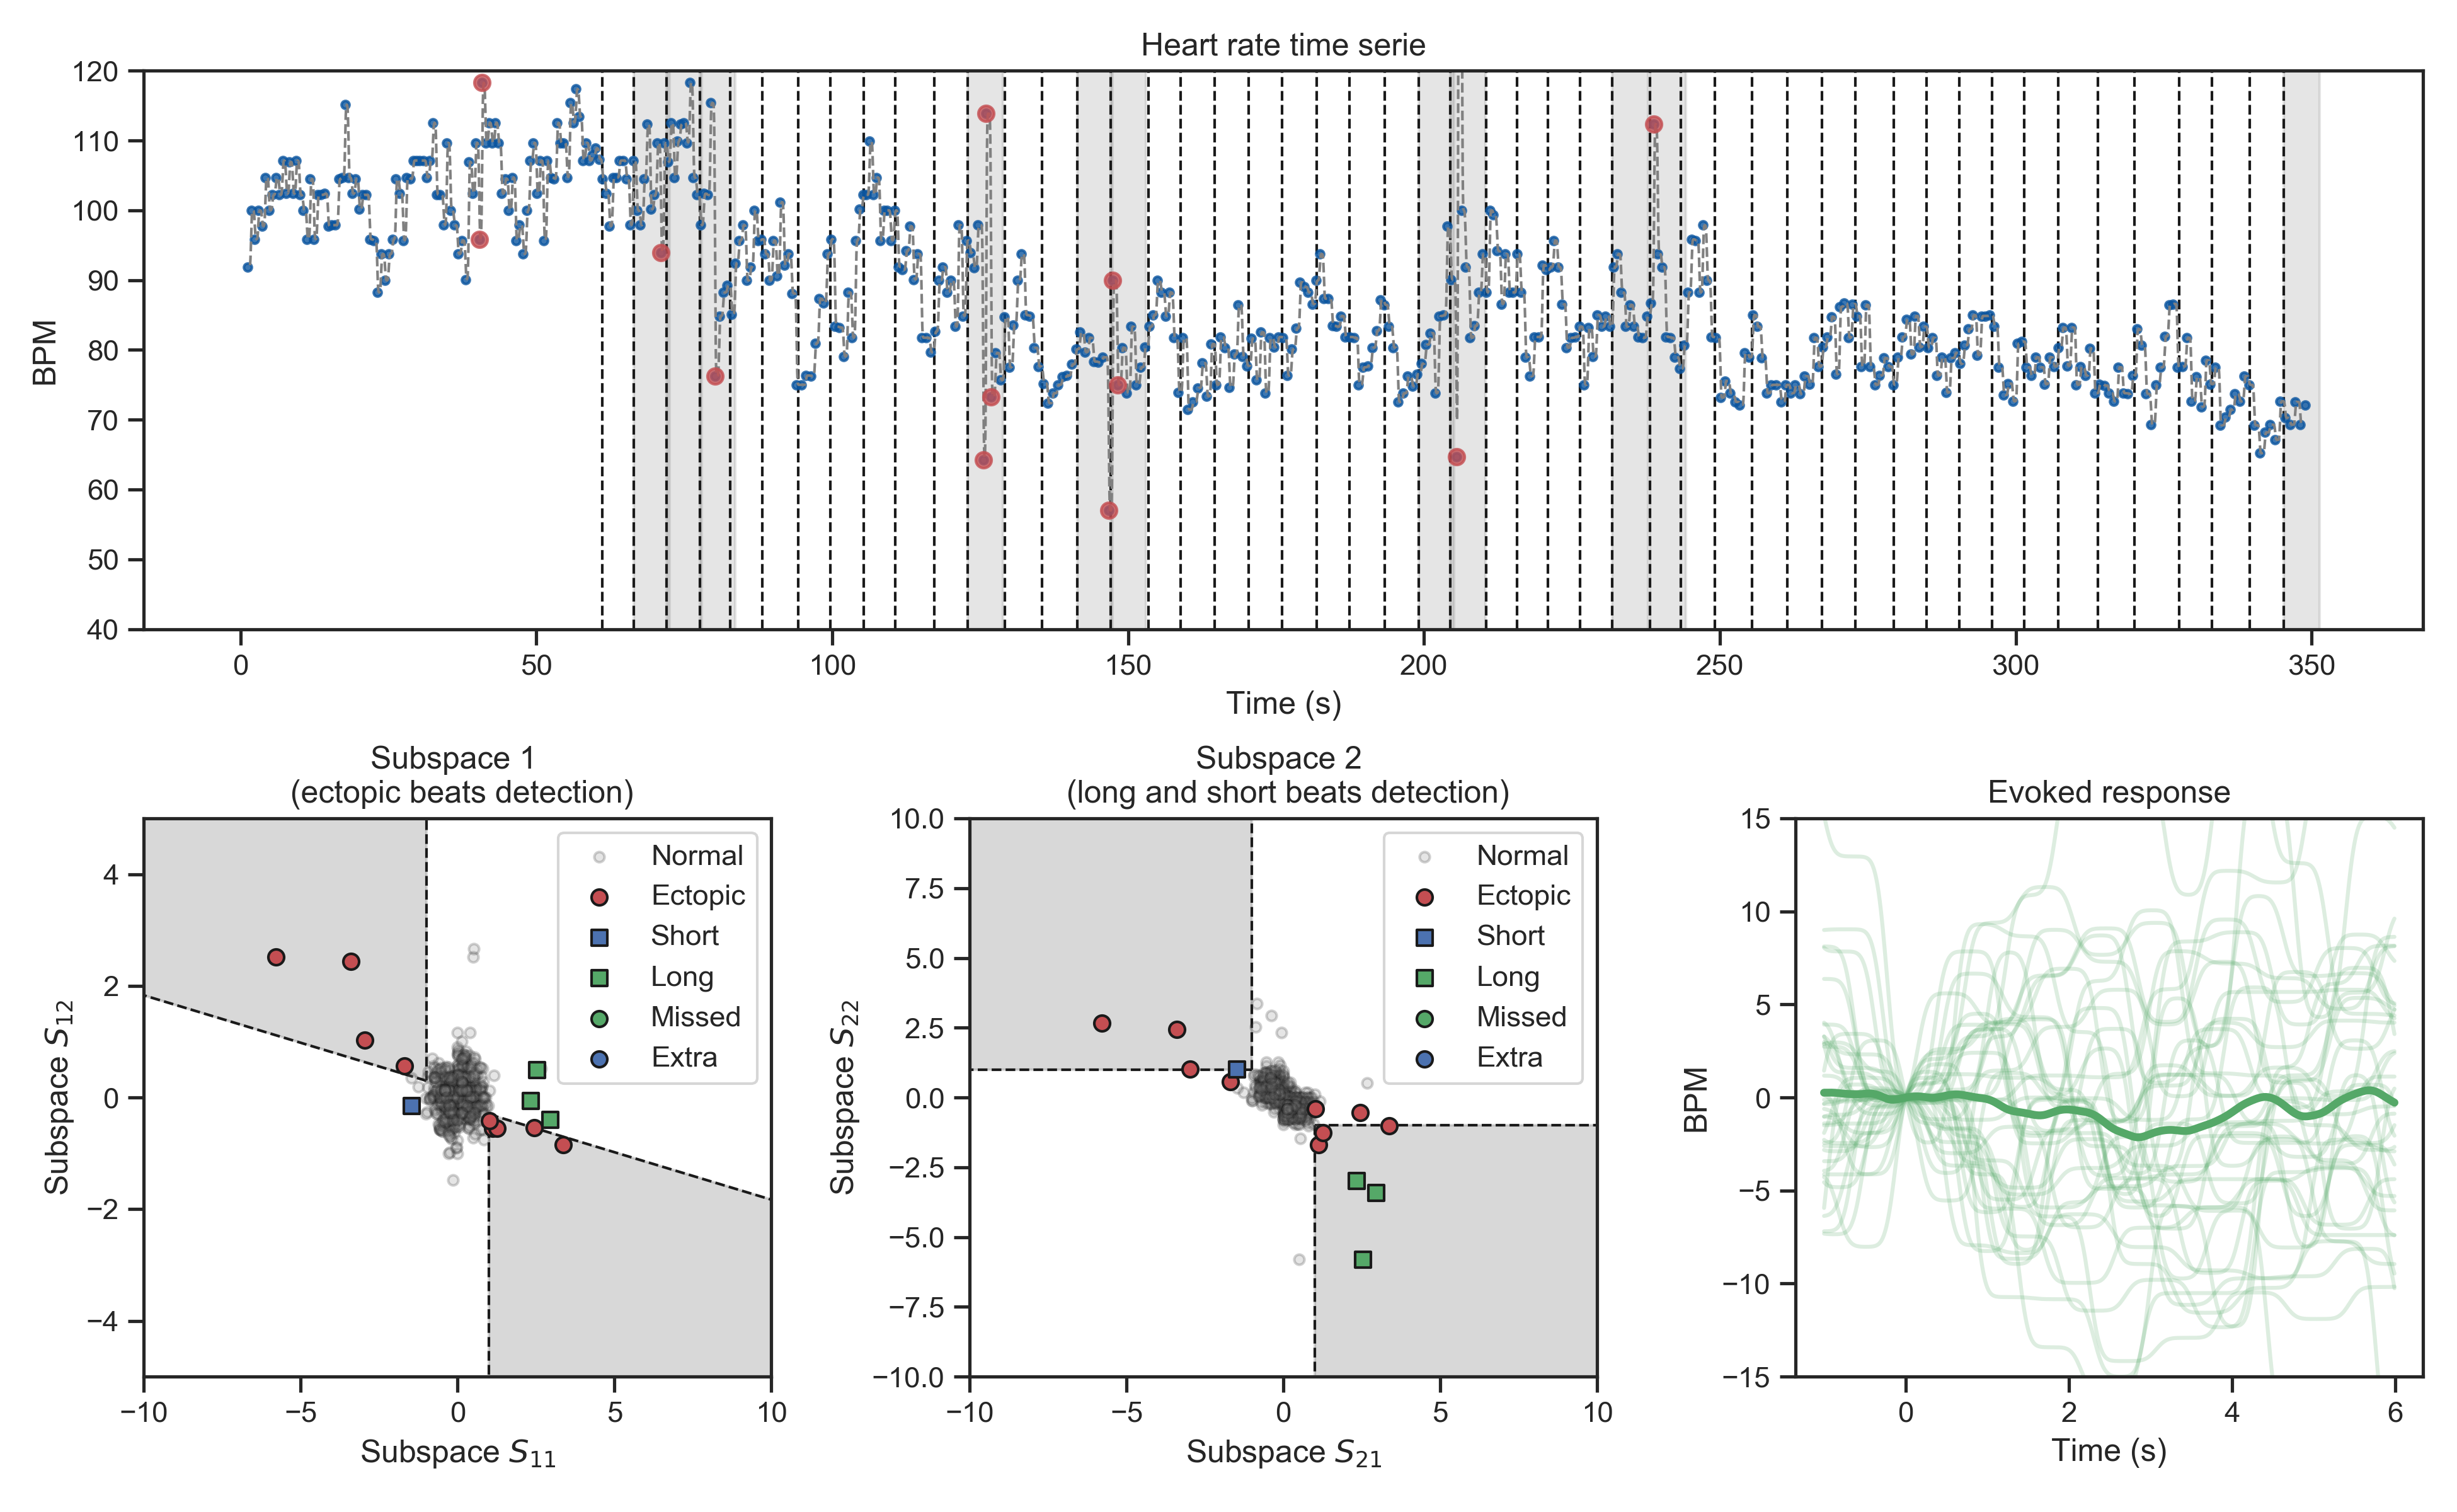 Heart rate time serie
120
110
100
90
80
70
60
50
40
BPM
0 50 100 150 200 250 300 350
Time (s)
Subspace 1
(ectopic beats detection)
4
2
0
−2
−4
Subspace S12
Normal
Ectopic
Short
Long
Missed
Extra
−10 −5 0 5 10
Subspace S11
Subspace 2
(long and short beats detection)
10.0
7.5
5.0
2.5
0.0
−2.5
−5.0
−7.5
−10.0
Subspace S22
Normal
Ectopic
Short
Long
Missed
Extra
−10 −5 0 5 10
Subspace S21
Evoked response
15
10
5
0
−5
−10
−15
BPM
0 2 4 6
Time (s)